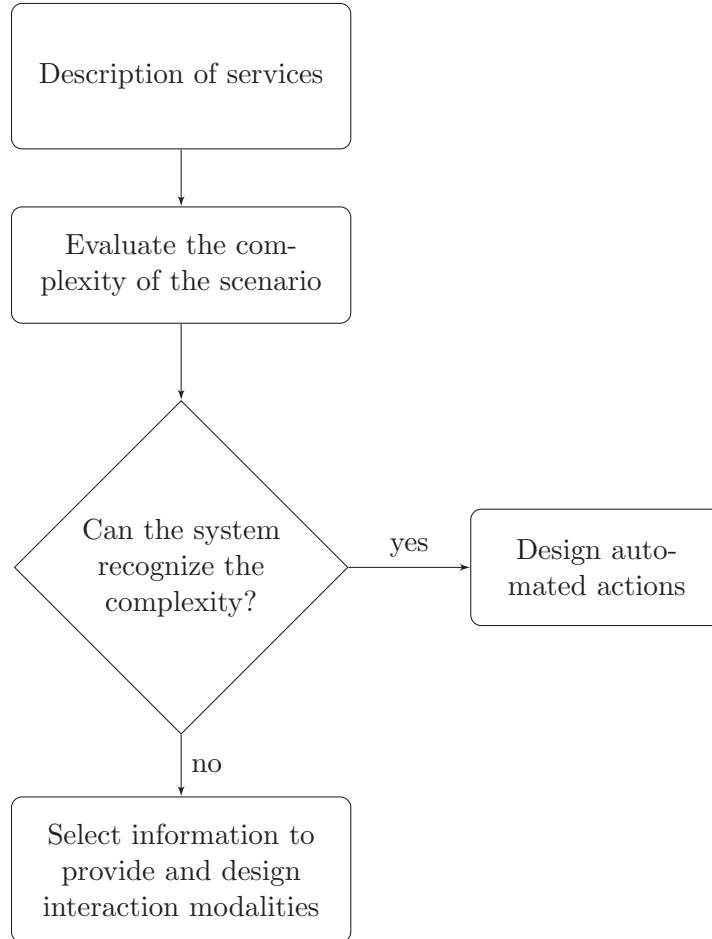 Description of services
Evaluate the com-
plexity of the scenario
Can the system
recognize the
complexity?
yes
Design auto-
mated actions
no
Select information to
provide and design
interaction modalities